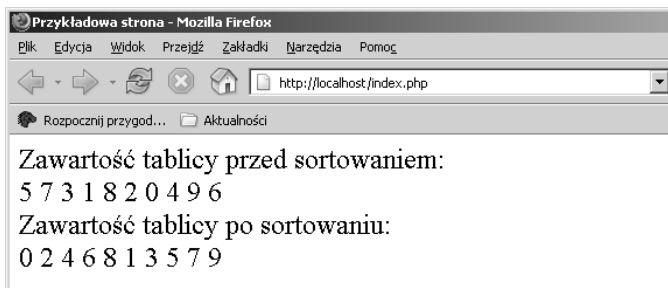 Przykładowa strona - Mozilla Firefox
Plik Edycja Widok Przejdź Zakładki Narzędzia Pomoc
http://localhost/index.php
Rozpocznij przygod... Aktualności
Zawartość tablicy przed sortowaniem:
5 7 3 1 8 2 0 4 9 6
Zawartość tablicy po sortowaniu:
0 2 4 6 8 1 3 5 7 9